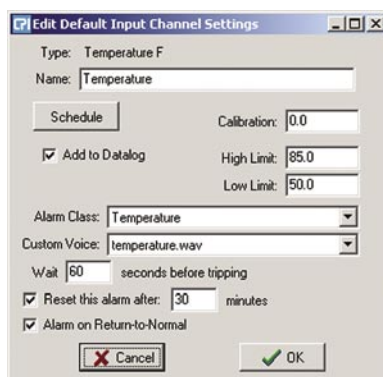 CPI Edit Default Input Channel Settings
Type: Temperature F
Name: Temperature
Schedule
Calibration: 0.0
Add to Datalog
High Limit: 85.0
Low Limit: 50.0
Alarm Class: Temperature
Custom Voice: temperature.wav
Wait 60 seconds before tripping
Reset this alarm after: 30 minutes
Alarm on Return-to-Normal
Cancel OK